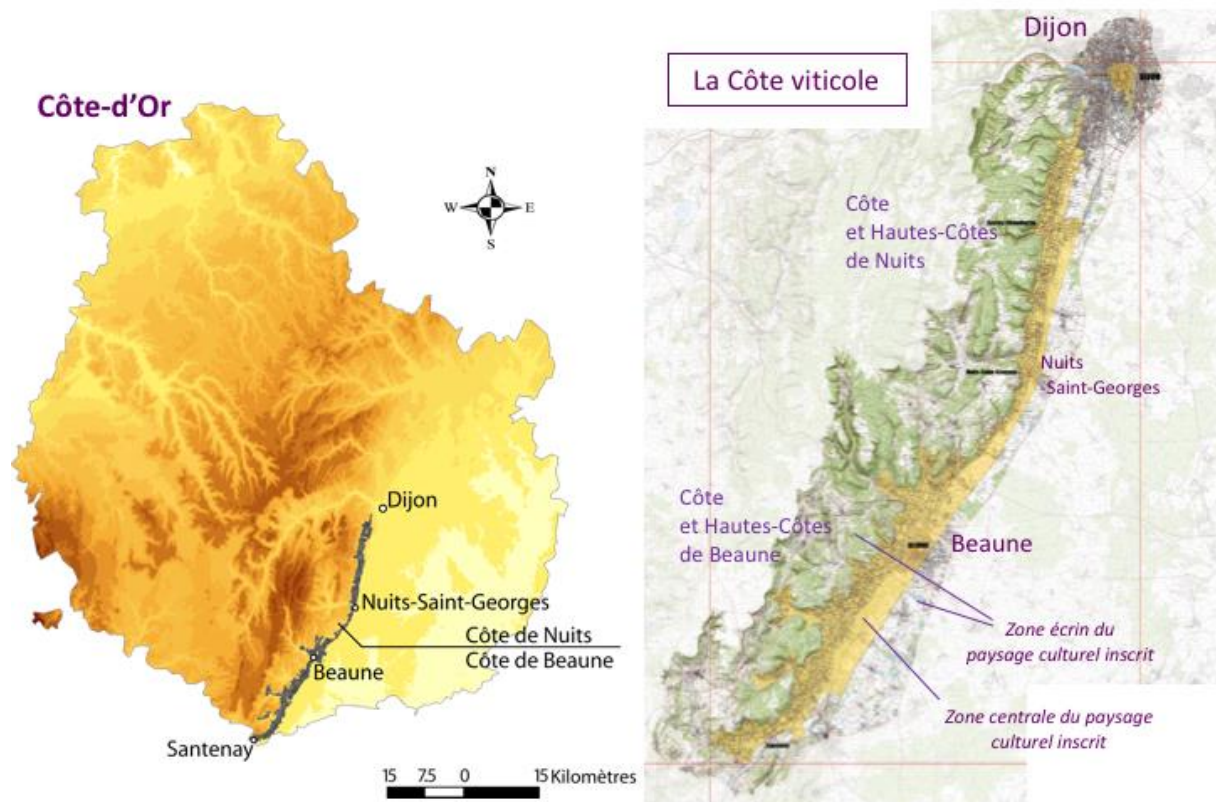 Côte-d'Or
N
W
E
S
Dijon
Nuits-Saint-Georges
Côte de Nuits
Côte de Beaune
Beaune
Santenay
15 7.5 0 15 Kilomètres
La Côte viticole
Dijon
Côte
et Hautes-Côtes
de Nuits
Nuits
-Saint-Georges
Côte
et Hautes-Côtes
de Beaune
Beaune
Zone écrin du
paysage culturel inscrit
Zone centrale du paysage
culturel inscrit